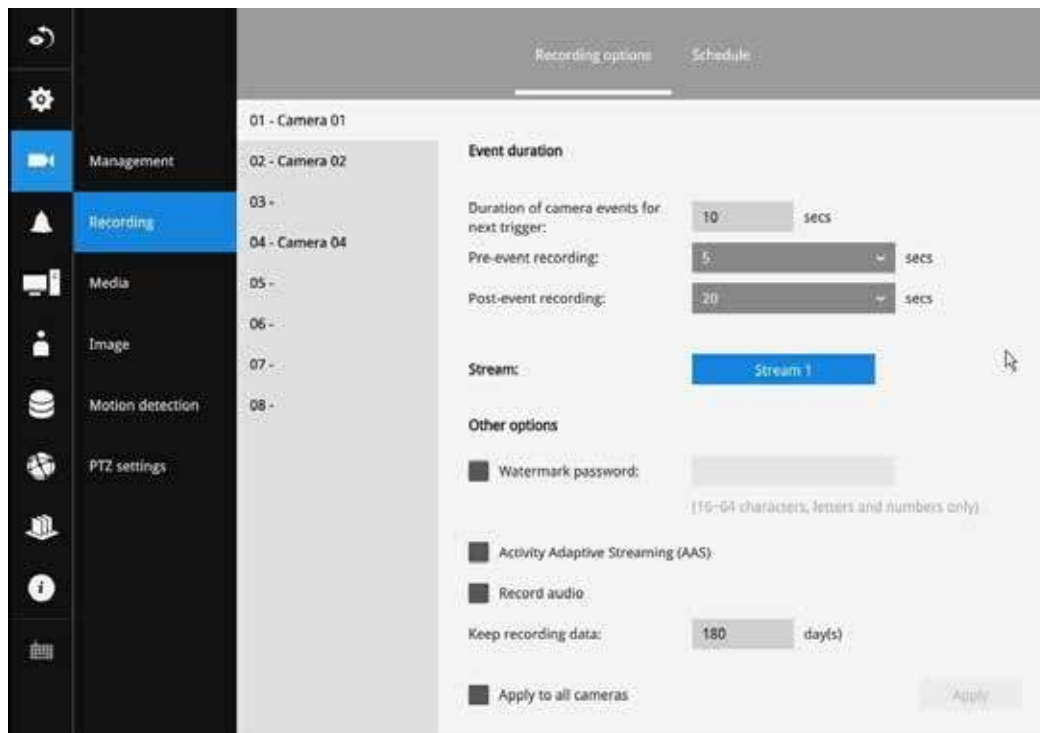 Recording options
Schedule
Management
Recording
Media
Image
Motion detection
PTZ settings
01 - Camera 01
02 - Camera 02
03 -
04 - Camera 04
05 -
06 -
07 -
08 -
Event duration
Duration of camera events for
next trigger:
10 secs
Pre-event recording: 5 secs
Post-event recording: 20 secs
Stream: Stream 1
Other options
Watermark password:
(16~64 characters, letters and numbers only)
Activity Adaptive Streaming (AAS)
Record audio
Keep recording data: 180 day(s)
Apply to all cameras
Apply